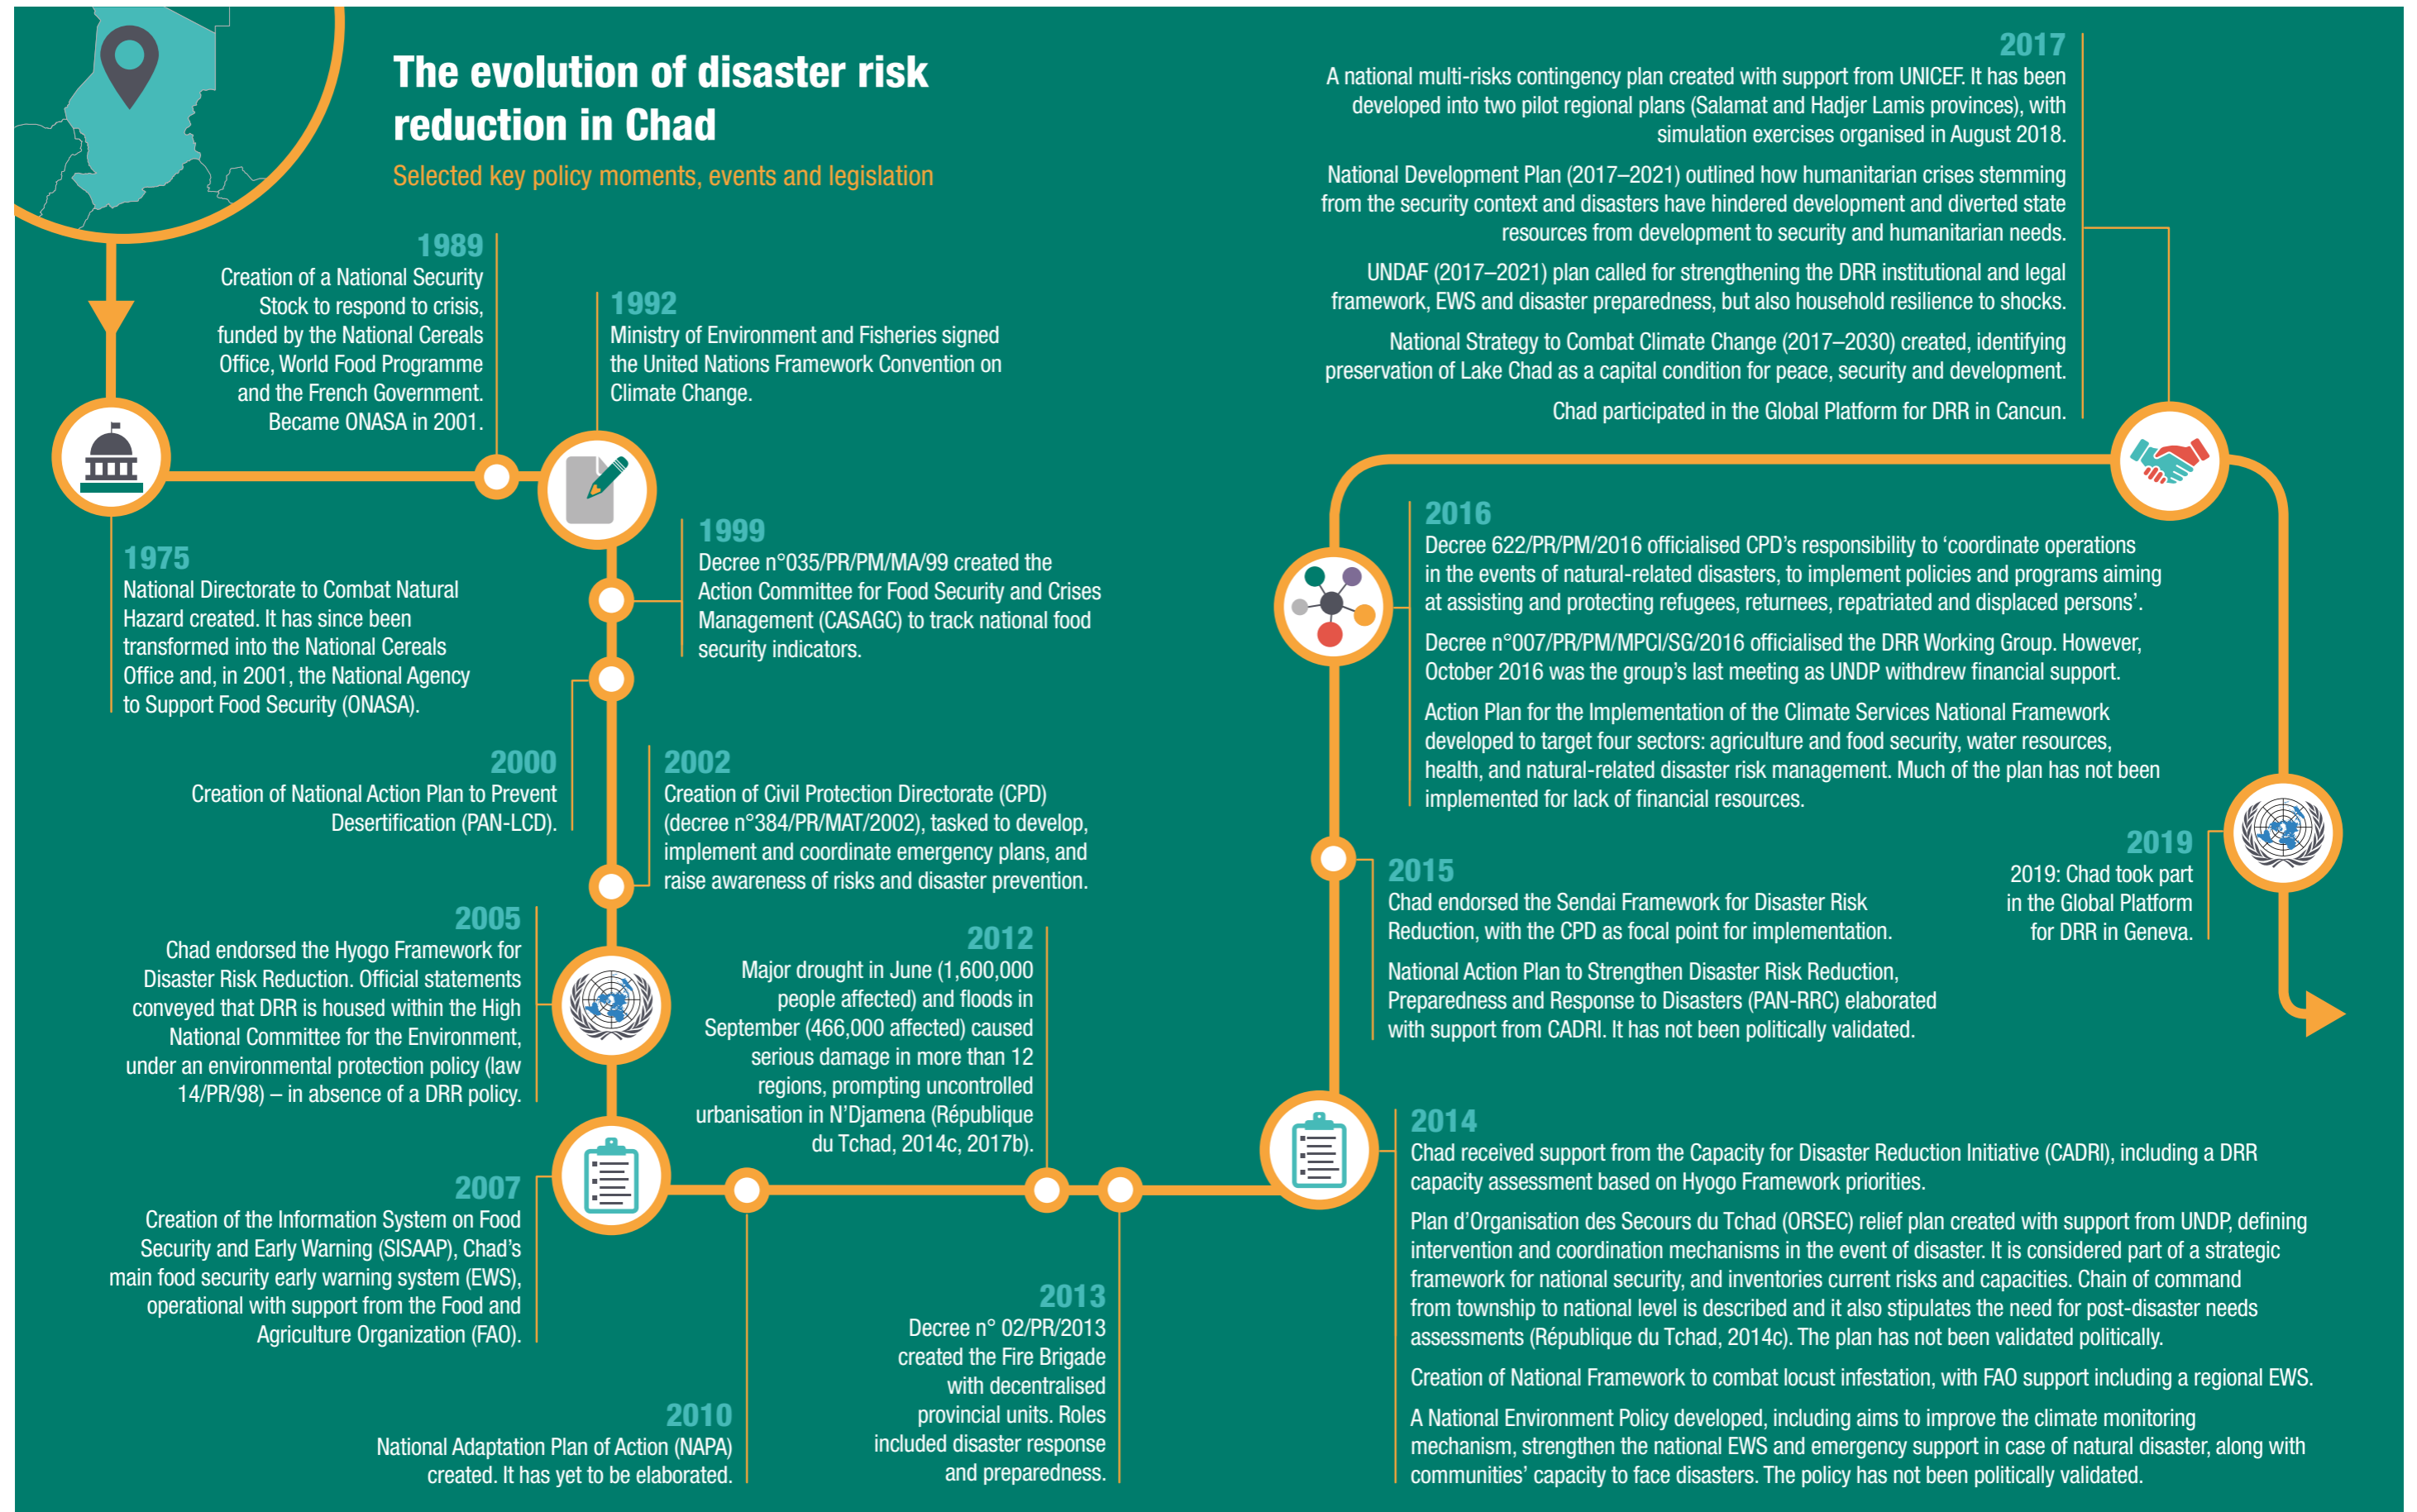 The evolution of disaster risk
reduction in Chad
Selected key policy moments, events and legislation
1975
National Directorate to Combat Natural
Hazard created. It has since been
transformed into the National Cereals
Office and, in 2001, the National Agency
to Support Food Security (ONASA).
1989
Creation of a National Security
Stock to respond to crisis,
funded by the National Cereals
Office, World Food Programme
and the French Government.
Became ONASA in 2001.
1992
Ministry of Environment and Fisheries signed
the United Nations Framework Convention on
Climate Change.
1999
Decree n°035/PR/PM/MA/99 created the
Action Committee for Food Security and Crises
Management (CASAGC) to track national food
security indicators.
2000
Creation of National Action Plan to Prevent
Desertification (PAN-LCD).
2002
Creation of Civil Protection Directorate (CPD)
(decree n°384/PR/MAT/2002), tasked to develop,
implement and coordinate emergency plans, and
raise awareness of risks and disaster prevention.
2005
Chad endorsed the Hyogo Framework for
Disaster Risk Reduction. Official statements
conveyed that DRR is housed within the High
National Committee for the Environment,
under an environmental protection policy (law
14/PR/98) – in absence of a DRR policy.
2007
Creation of the Information System on Food
Security and Early Warning (SISAAP), Chad's
main food security early warning system (EWS),
operational with support from the Food and
Agriculture Organization (FAO).
2010
National Adaptation Plan of Action (NAPA)
created. It has yet to be elaborated.
2012
Major drought in June (1,600,000
people affected) and floods in
September (466,000 affected) caused
serious damage in more than 12
regions, prompting uncontrolled
urbanisation in N'Djamena (République
du Tchad, 2014c, 2017b).
2013
Decree n° 02/PR/2013
created the Fire Brigade
with decentralised
provincial units. Roles
included disaster response
and preparedness.
2014
Chad received support from the Capacity for Disaster Reduction Initiative (CADRI), including a DRR
capacity assessment based on Hyogo Framework priorities.
Plan d'Organisation des Secours du Tchad (ORSEC) relief plan created with support from UNDP, defining
intervention and coordination mechanisms in the event of disaster. It is considered part of a strategic
framework for national security, and inventories current risks and capacities. Chain of command
from township to national level is described and it also stipulates the need for post-disaster needs
assessments (République du Tchad, 2014c). The plan has not been validated politically.
Creation of National Framework to combat locust infestation, with FAO support including a regional EWS.
A National Environment Policy developed, including aims to improve the climate monitoring
mechanism, strengthen the national EWS and emergency support in case of natural disaster, along with
communities' capacity to face disasters. The policy has not been politically validated.
2015
Chad endorsed the Sendai Framework for Disaster Risk
Reduction, with the CPD as focal point for implementation.
National Action Plan to Strengthen Disaster Risk Reduction,
Preparedness and Response to Disasters (PAN-RRC) elaborated
with support from CADRI. It has not been politically validated.
2016
Decree 622/PR/PM/2016 officialised CPD's responsibility to 'coordinate operations
in the events of natural-related disasters, to implement policies and programs aiming
at assisting and protecting refugees, returnees, repatriated and displaced persons'.
Decree n°007/PR/PM/MPCI/SG/2016 officialised the DRR Working Group. However,
October 2016 was the group's last meeting as UNDP withdrew financial support.
Action Plan for the Implementation of the Climate Services National Framework
developed to target four sectors: agriculture and food security, water resources,
health, and natural-related disaster risk management. Much of the plan has not been
implemented for lack of financial resources.
2017
A national multi-risks contingency plan created with support from UNICEF. It has been
developed into two pilot regional plans (Salamat and Hadjer Lamis provinces), with
simulation exercises organised in August 2018.
National Development Plan (2017–2021) outlined how humanitarian crises stemming
from the security context and disasters have hindered development and diverted state
resources from development to security and humanitarian needs.
UNDAF (2017–2021) plan called for strengthening the DRR institutional and legal
framework, EWS and disaster preparedness, but also household resilience to shocks.
National Strategy to Combat Climate Change (2017–2030) created, identifying
preservation of Lake Chad as a capital condition for peace, security and development.
Chad participated in the Global Platform for DRR in Cancun.
2019
2019: Chad took part
in the Global Platform
for DRR in Geneva.